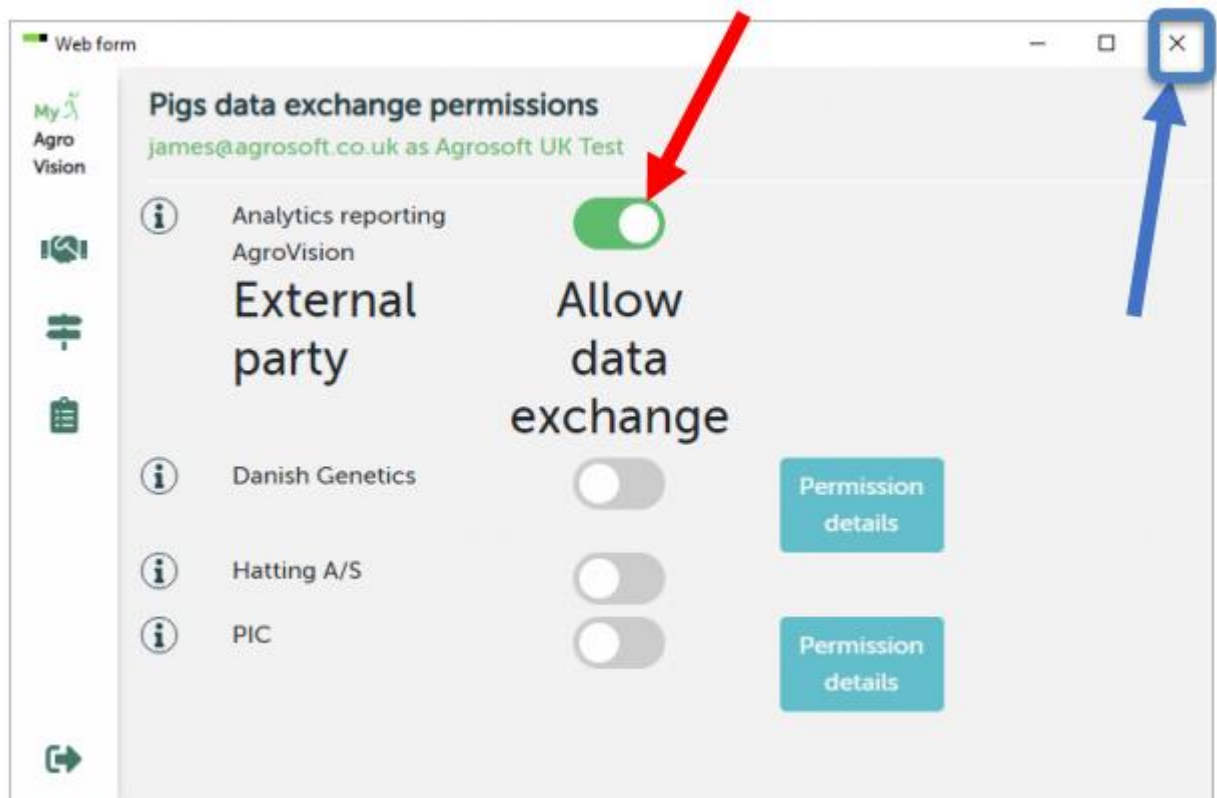 Web form
My
Agro
Vision
Pigs data exchange permissions
james@agrosoft.co.uk as Agrosoft UK Test
Analytics reporting
AgroVision
External
party
Allow
data
exchange
Danish Genetics
Permission
details
Hatting A/S
PIC
Permission
details